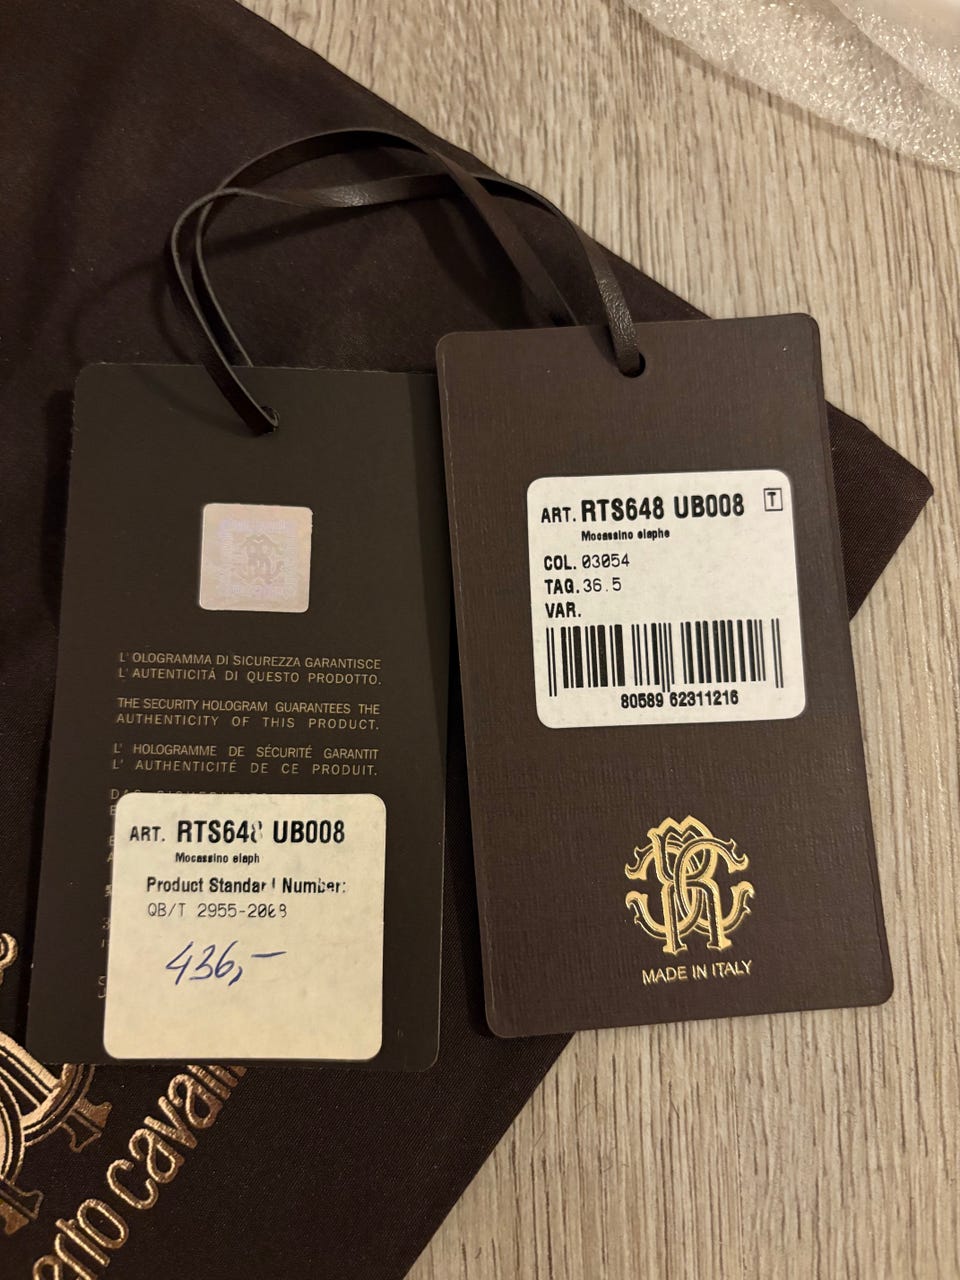 L' OLOGRAMMA DI SICUREZZA GARANTISCE
L' AUTENTICITÀ DI QUESTO PRODOTTO.
THE SECURITY HOLOGRAM GUARANTEES THE
AUTHENTICITY OF THIS PRODUCT.
L' HOLOGRAMME DE SÉCURITÉ GARANTIT
L' AUTHENTICITÉ DE CE PRODUIT.
ART. RTS648 UB008
Mocassino elaph
Product Standard Number:
QB/T 2955-2008
436,-
ART. RTS648 UB008 T
Mocassino elaphe
COL. 03054
TAG. 36.5
VAR.
80589 62311216
MADE IN ITALY
erto cavalli